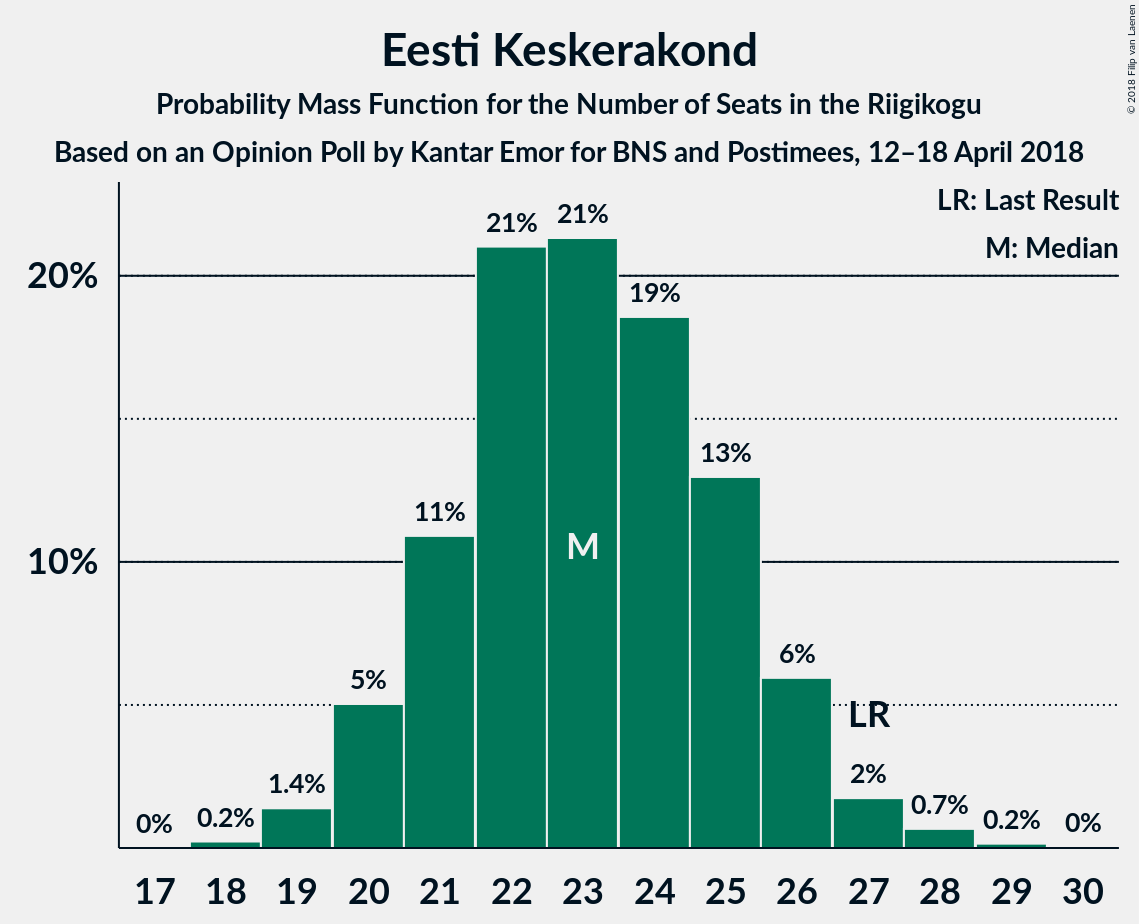 Eesti Keskerakond
Probability Mass Function for the Number of Seats in the Riigikogu
Based on an Opinion Poll by Kantar Emor for BNS and Postimees, 12–18 April 2018
© 2018 Filip van Laenen
LR: Last Result
M: Median
20%
10%
0%
0.2%
1.4%
5%
11%
21%
21%
19%
13%
6%
2%
0.7%
0.2%
0%
M
LR
17 18 19 20 21 22 23 24 25 26 27 28 29 30